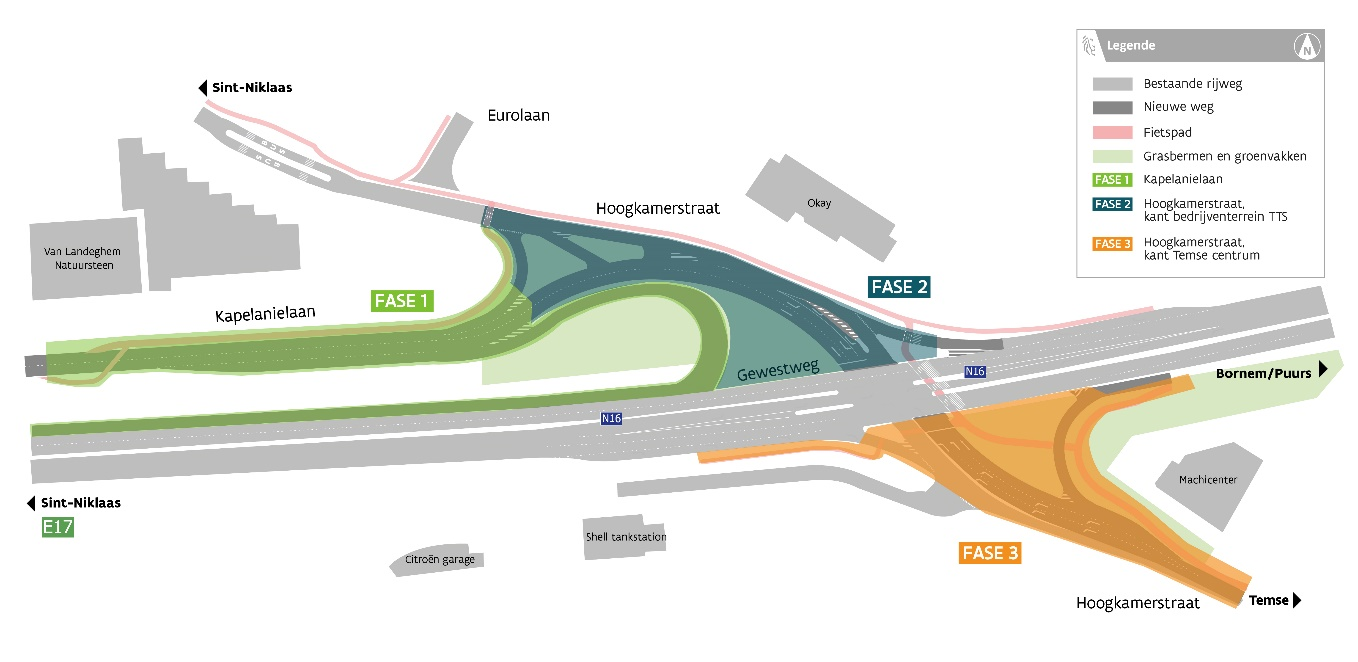 Legende
N
Bestaande rijweg
Nieuwe weg
Fietspad
Grasbermen en groenvakken
FASE 1
Kapelanielaan
FASE 2
Hoogkamerstraat,
kant bedrijventerrein TTS
FASE 3
Hoogkamerstraat,
kant Temse centrum
Sint-Niklaas
Eurolaan
BUS
BUS
Hoogkamerstraat
Okay
Van Landeghem
Natuursteen
FASE 1
FASE 2
Kapelanielaan
Gewestweg
N16
Bornem/Puurs
N16
Machicenter
Sint-Niklaas
E17
Shell tankstation
Citroën garage
FASE 3
Hoogkamerstraat
Temse